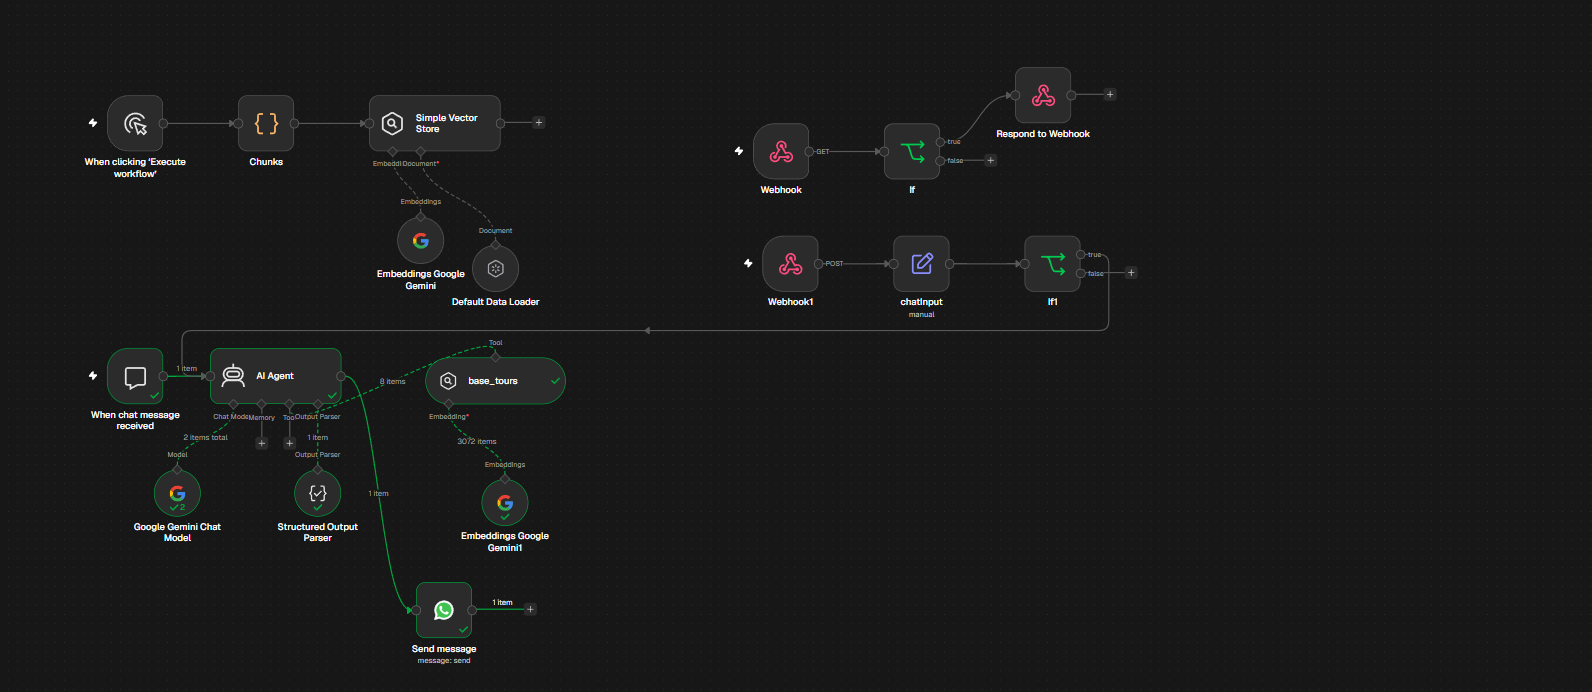 When clicking 'Execute
workflow'
Chunks
Simple Vector
Store
Embeddi
Document*
Embeddings
Document
Embeddings Google
Gemini
Default Data Loader
Webhook
GET
If
true
false
Respond to Webhook
Webhook1
POST
chatInput
manual
If1
true
false
When chat message
received
1 item
AI Agent
Chat Model
Memory
Tool
Output Parser
8 items
Tool
base_tours
Embedding*
3072 items
Embeddings
Embeddings Google
Gemini1
2 items total
Model
2
Google Gemini Chat
Model
1 item
Output Parser
Structured Output
Parser
1 item
Send message
message: send
1 item